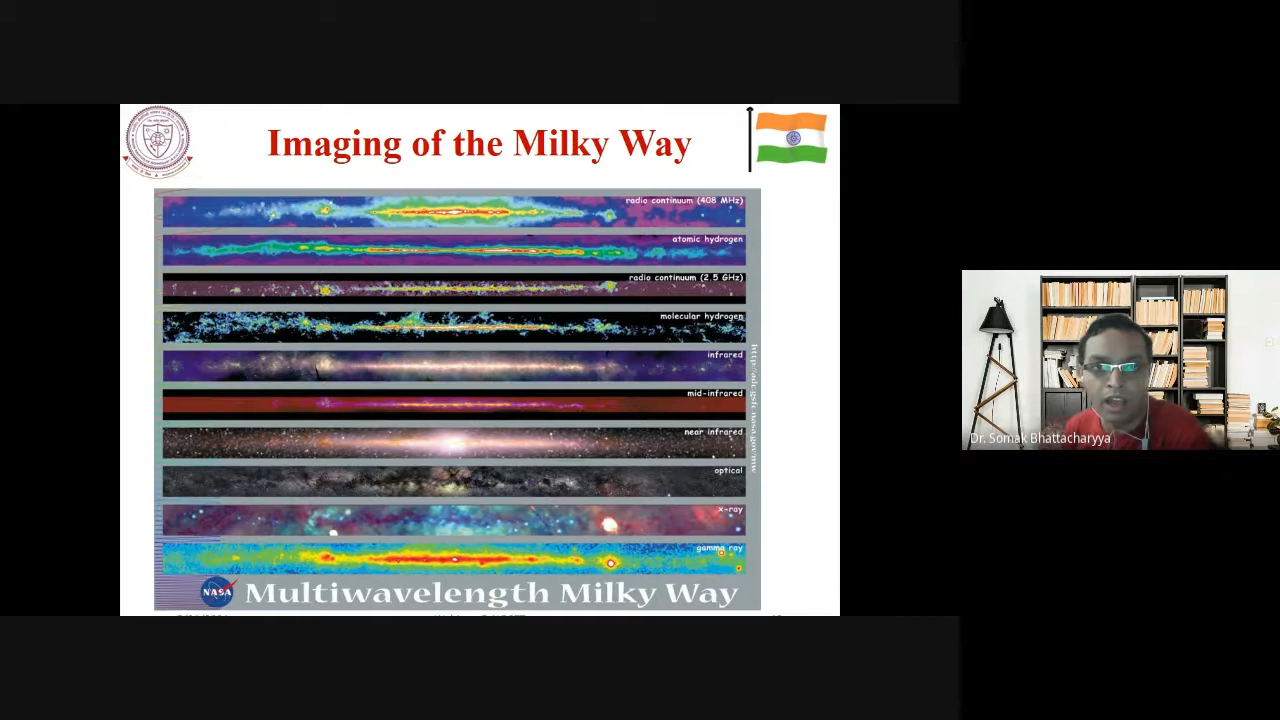 Imaging of the Milky Way
radio continuum (408 MHz)
atomic hydrogen
radio continuum (2.5 GHz)
molecular hydrogen
infrared
mid-infrared
near infrared
optical
x-ray
gamma ray
NASA
Multiwavelength Milky Way
Dr. Somak Bhattacharyya